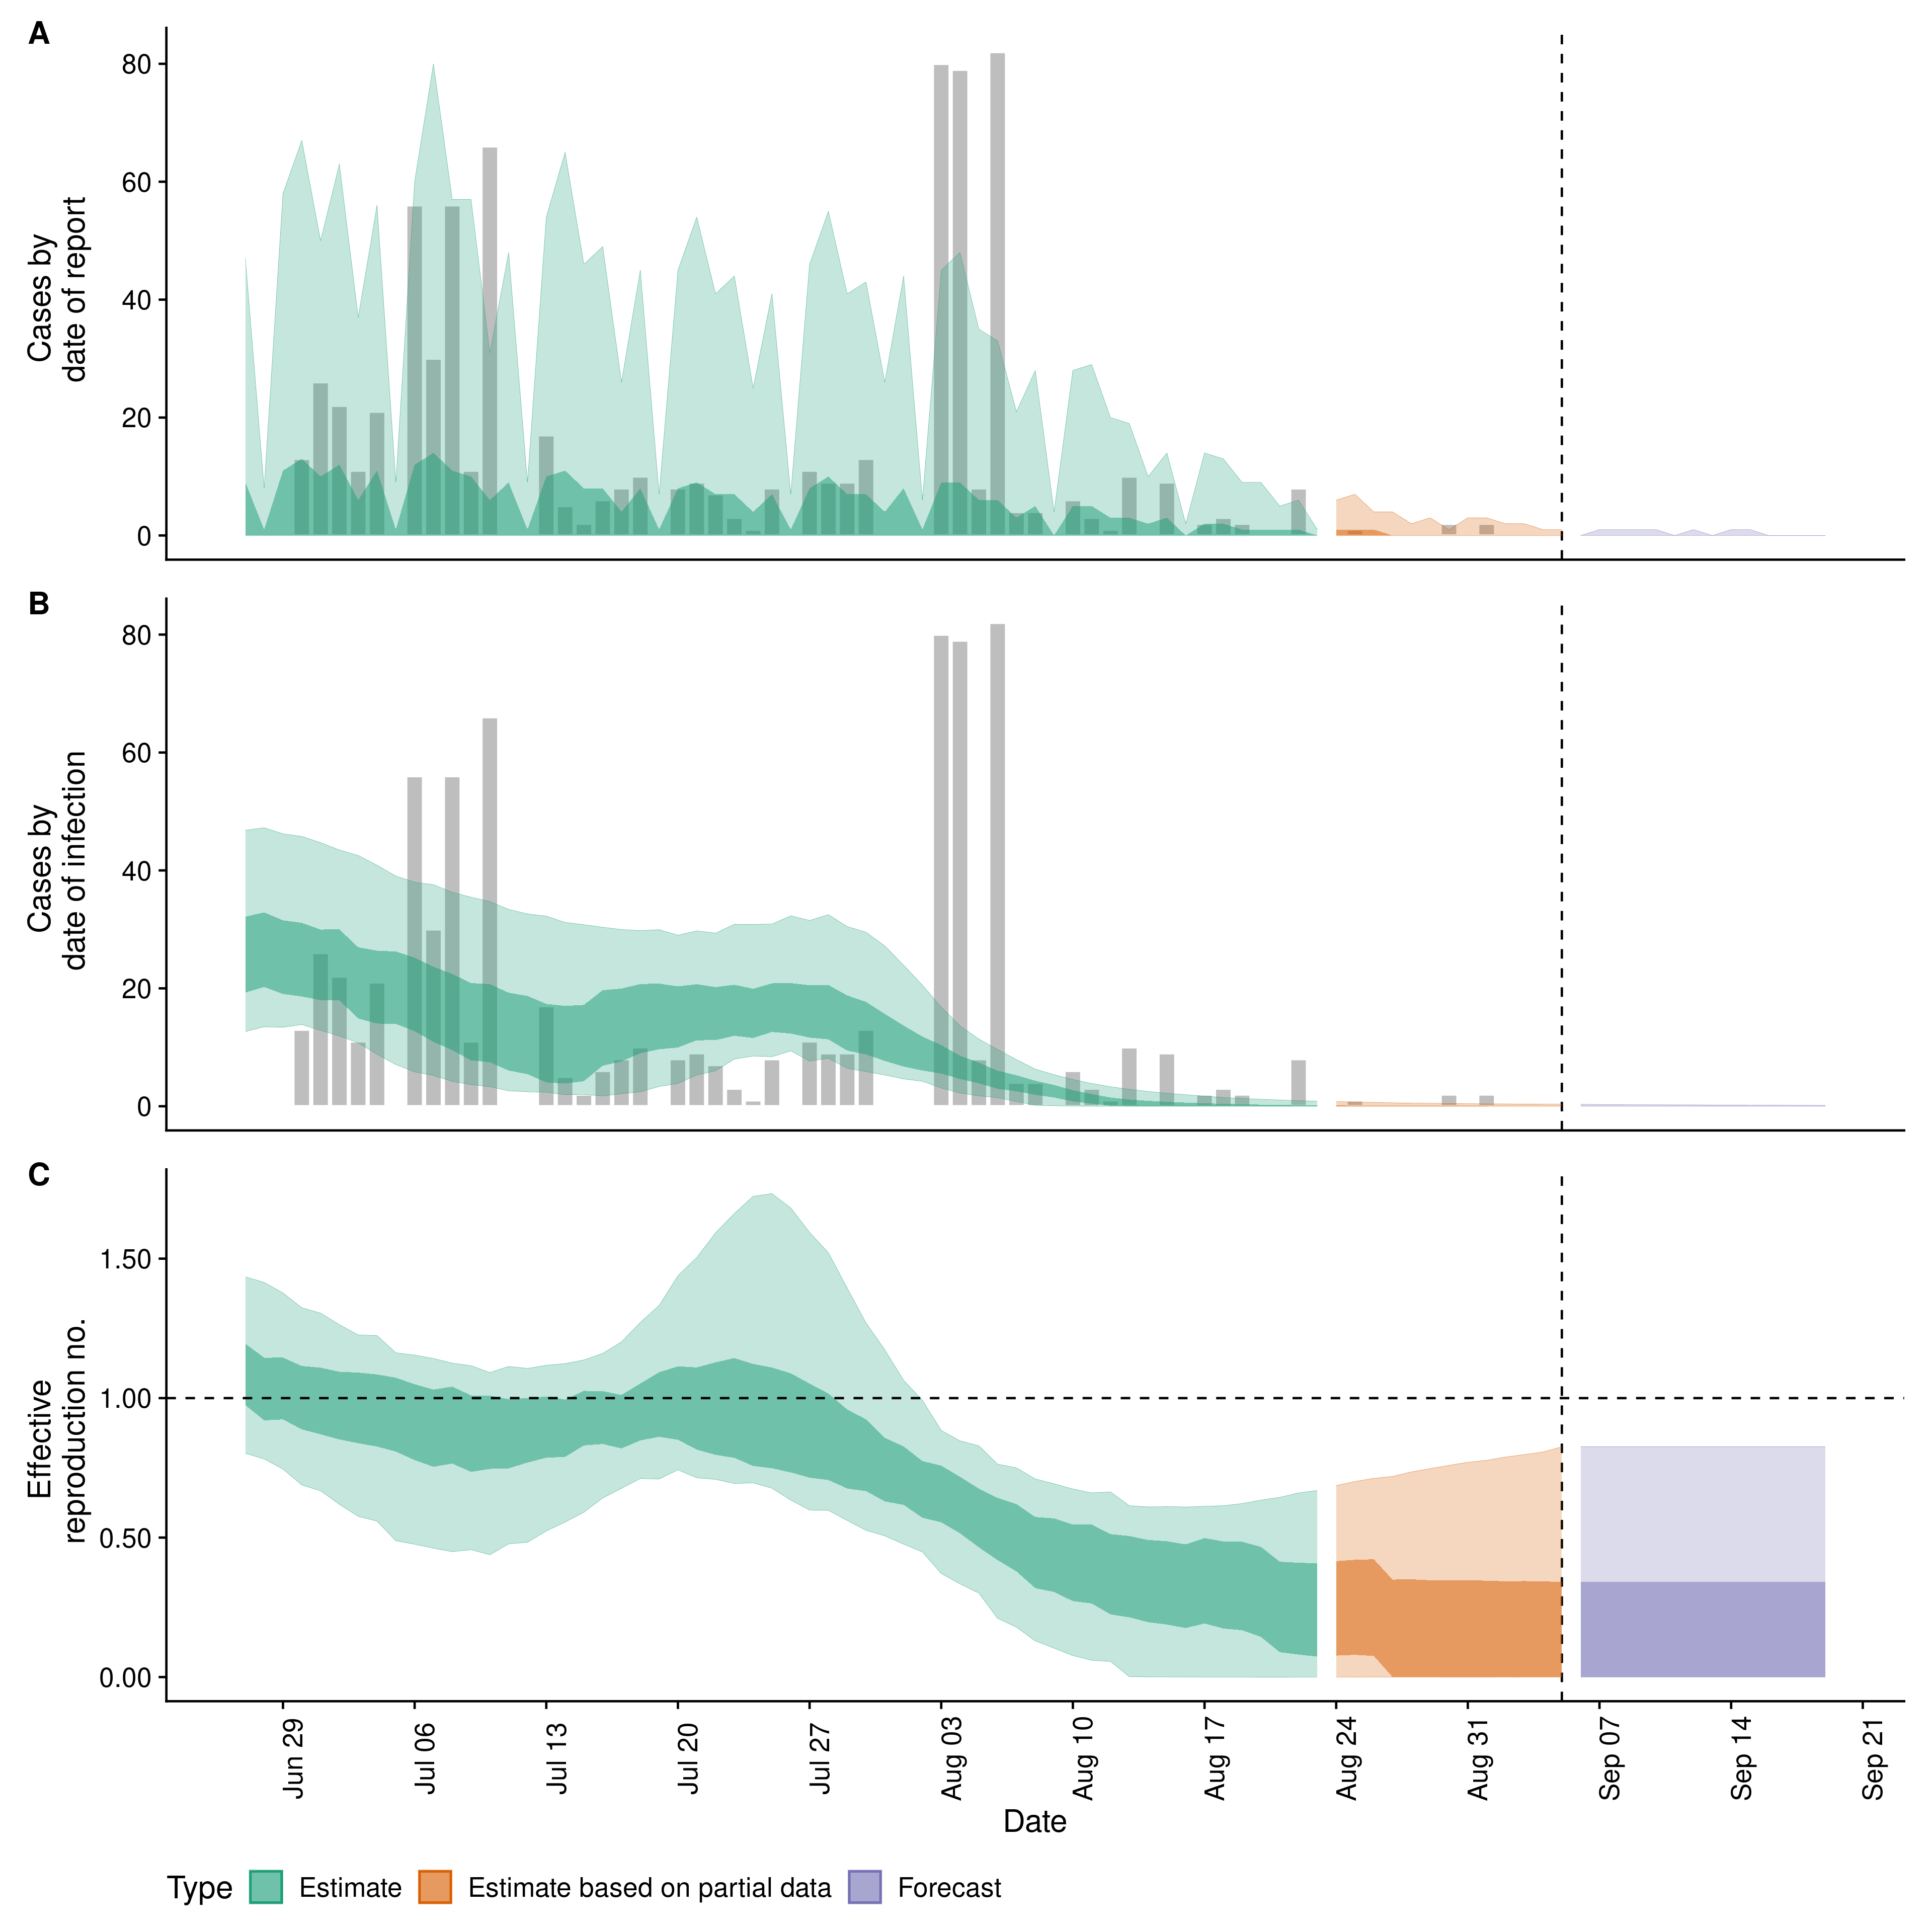 A
80
60
40
20
0
Cases by
date of report
B
80
60
40
20
0
Cases by
date of infection
C
1.50
1.00
0.50
0.00
Effective
reproduction no.
Jun 29
Jul 06
Jul 13
Jul 20
Jul 27
Aug 03
Aug 10
Aug 17
Aug 24
Aug 31
Sep 07
Sep 14
Sep 21
Date
Type Estimate Estimate based on partial data Forecast